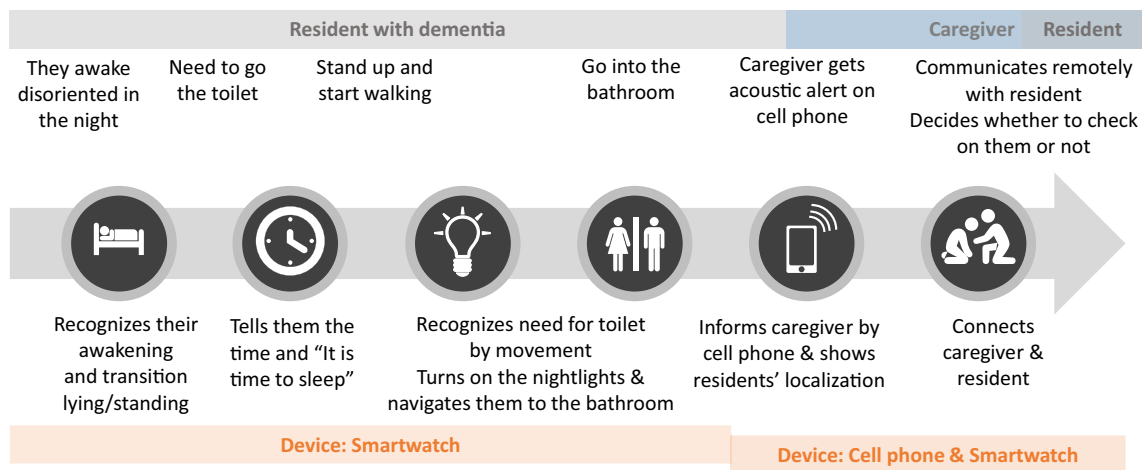 Resident with dementia
Caregiver
Resident
They awake
disoriented in
the night
Need to go
the toilet
Stand up and
start walking
Go into the
bathroom
Caregiver gets
acoustic alert on
cell phone
Communicates remotely
with resident
Decides whether to check
on them or not
Recognizes their
awakening
and transition
lying/standing
Tells them the
time and “It is
time to sleep”
Recognizes need for toilet
by movement
Turns on the nightlights &
navigates them to the bathroom
Informs caregiver by
cell phone & shows
residents’ localization
Connects
caregiver &
resident
Device: Smartwatch
Device: Cell phone & Smartwatch